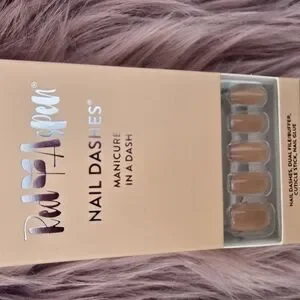 Red Aspen®
NAIL DASHES®
MANICURE
IN A DASH
NAIL DASHES, DUAL FILE/BUFFER,
CUTICLE STICK, NAIL GLUE